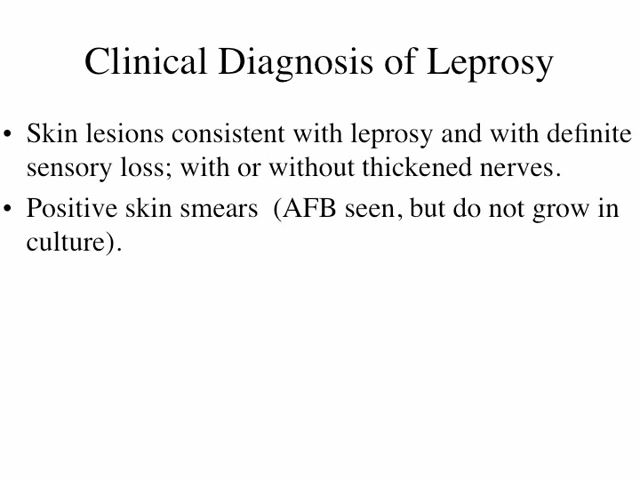 Clinical Diagnosis of Leprosy
• Skin lesions consistent with leprosy and with definite
sensory loss; with or without thickened nerves.
• Positive skin smears  (AFB seen, but do not grow in
culture).